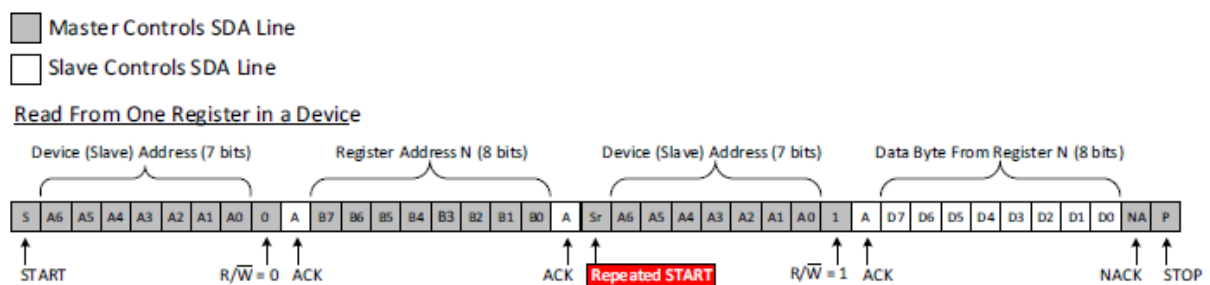 Master Controls SDA Line
Slave Controls SDA Line
Read From One Register in a Device
Device (Slave) Address (7 bits) Register Address N (8 bits) Device (Slave) Address (7 bits) Data Byte From Register N (8 bits)
S A6 A5 A4 A3 A2 A1 A0 0 A B7 B6 B5 B4 B3 B2 B1 B0 A Sr A6 A5 A4 A3 A2 A1 A0 1 A D7 D6 D5 D4 D3 D2 D1 D0 NA P
START R/W̅ = 0 ACK ACK Repeated START R/W̅ = 1 ACK NACK STOP